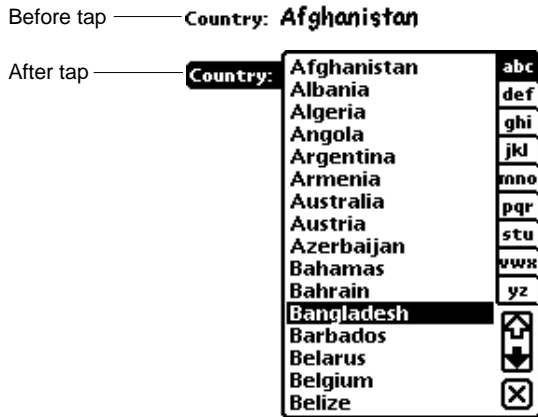 Before tap Country: Afghanistan
After tap Country: Afghanistan abc
Albania def
Algeria ghi
Angola jkl
Argentina mno
Armenia pqr
Australia stu
Austria vwx
Azerbaijan yz
Bahamas
Bahrain
Bangladesh
Barbados
Belarus
Belgium
Belize